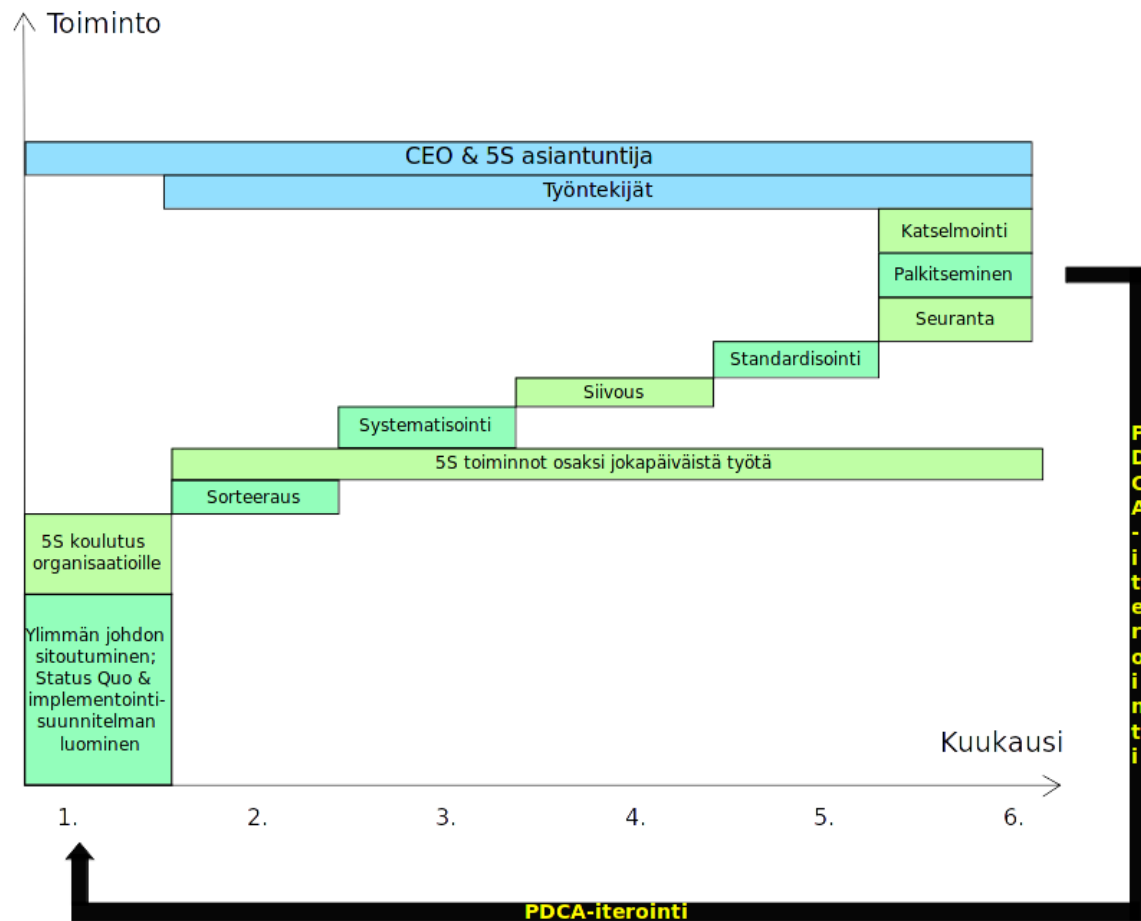 Toiminto
CEO & 5S asiantuntija
Työntekijät
Katselmointi
Palkitseminen
Seuranta
Standardisointi
Siivous
Systematisointi
5S toiminnot osaksi jokapäiväistä työtä
Sorteeraus
5S koulutus
organisaatioille
Ylimmän johdon
sitoutuminen;
Status Quo &
implementointi-
suunnitelman
luominen
Kuukausi
1. 2. 3. 4. 5. 6.
PDCA-iterointi
PDCA-iterointi